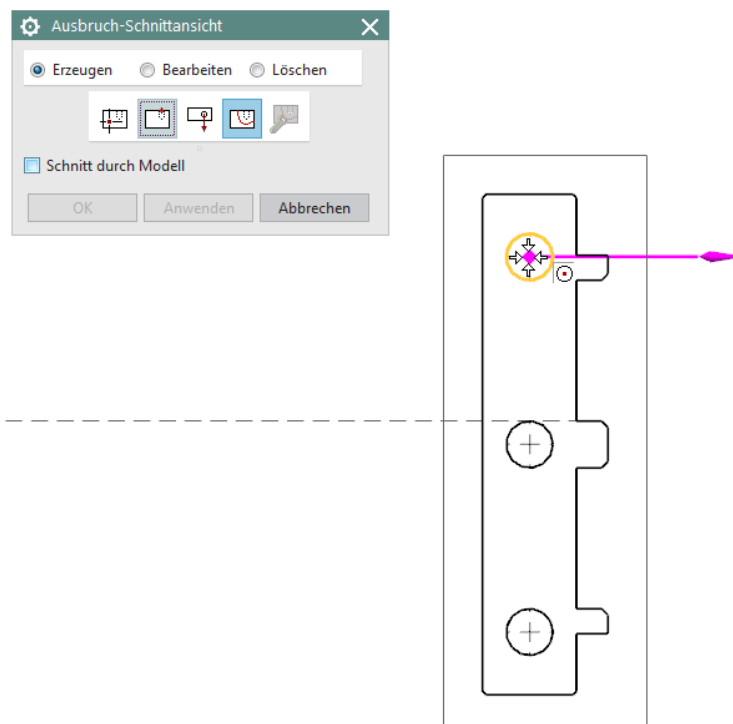 Ausbruch-Schnittansicht
Erzeugen Bearbeiten Löschen
Schnitt durch Modell
OK Anwenden Abbrechen